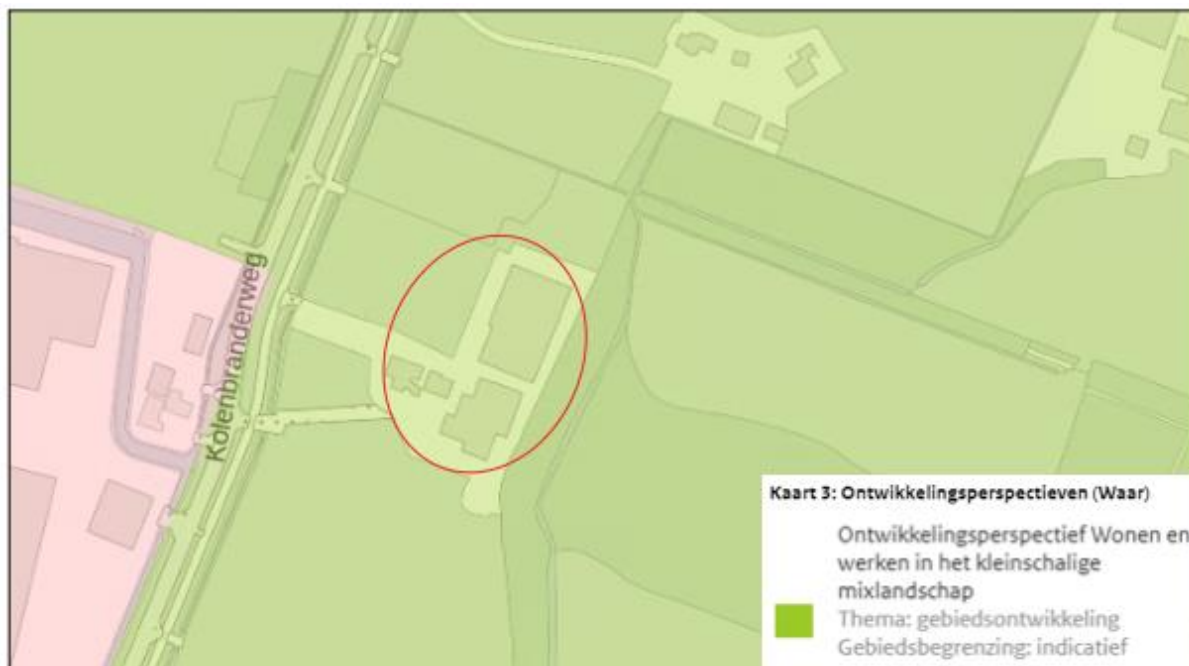 Kolenbranderweg
Kaart 3: Ontwikkelingsperspectieven (Waar)
Ontwikkelingsperspectief Wonen en
werken in het kleinschalige
mixlandschap
Thema: gebiedsontwikkeling
Gebiedsbegrenzing: indicatief